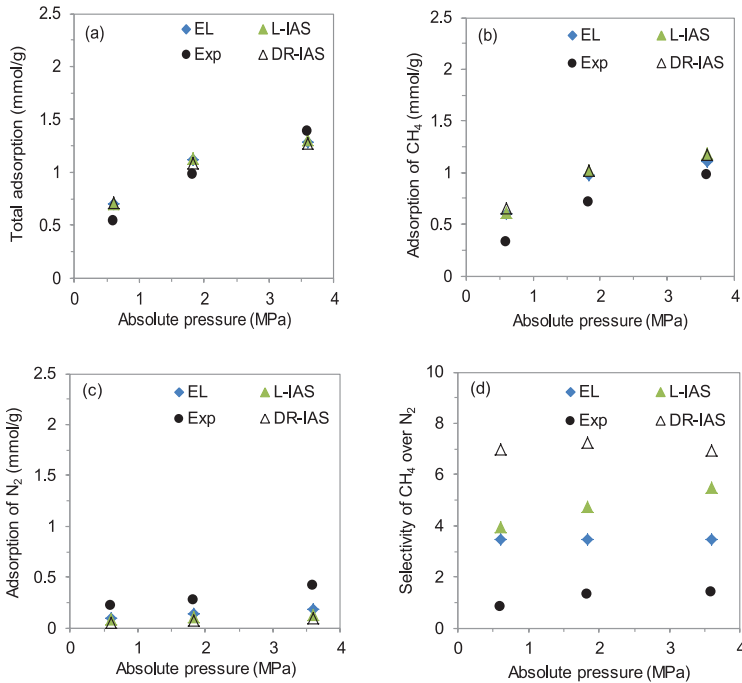 (a)
EL
L-IAS
Exp
DR-IAS
Total adsorption (mmol/g)
2.5
2
1.5
1
0.5
0
0 1 2 3 4
Absolute pressure (MPa)
(b)
EL
L-IAS
Exp
DR-IAS
Adsorption of CH₄ (mmol/g)
2.5
2
1.5
1
0.5
0
0 1 2 3 4
Absolute pressure (MPa)
(c)
EL
L-IAS
Exp
DR-IAS
Adsorption of N₂ (mmol/g)
2.5
2
1.5
1
0.5
0
0 1 2 3 4
Absolute pressure (MPa)
(d)
EL
L-IAS
Exp
DR-IAS
Selectivity of CH₄ over N₂
10
8
6
4
2
0
0 1 2 3 4
Absolute pressure (MPa)